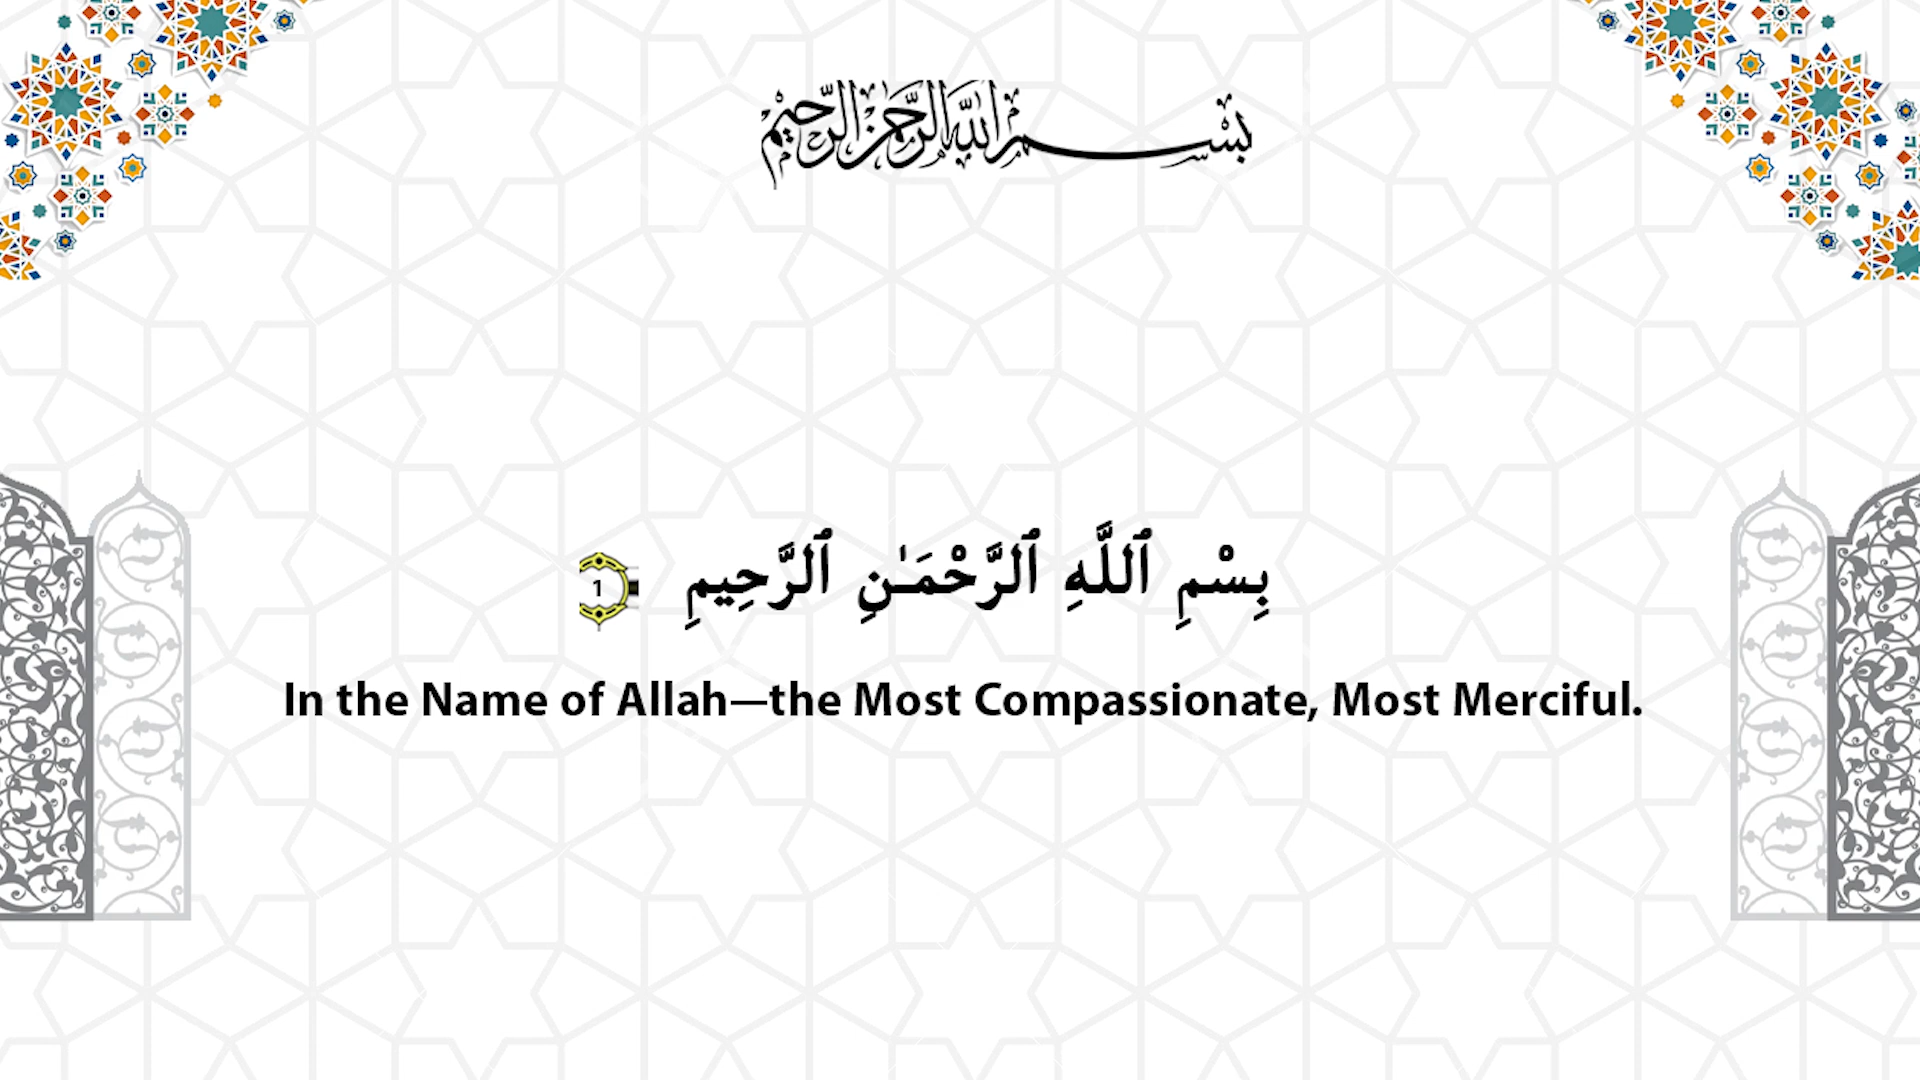 بسم الله الرحمن الرحيم
بِسْمِ ٱللَّهِ ٱلرَّحْمَـٰنِ ٱلرَّحِيمِ 1
In the Name of Allah—the Most Compassionate, Most Merciful.